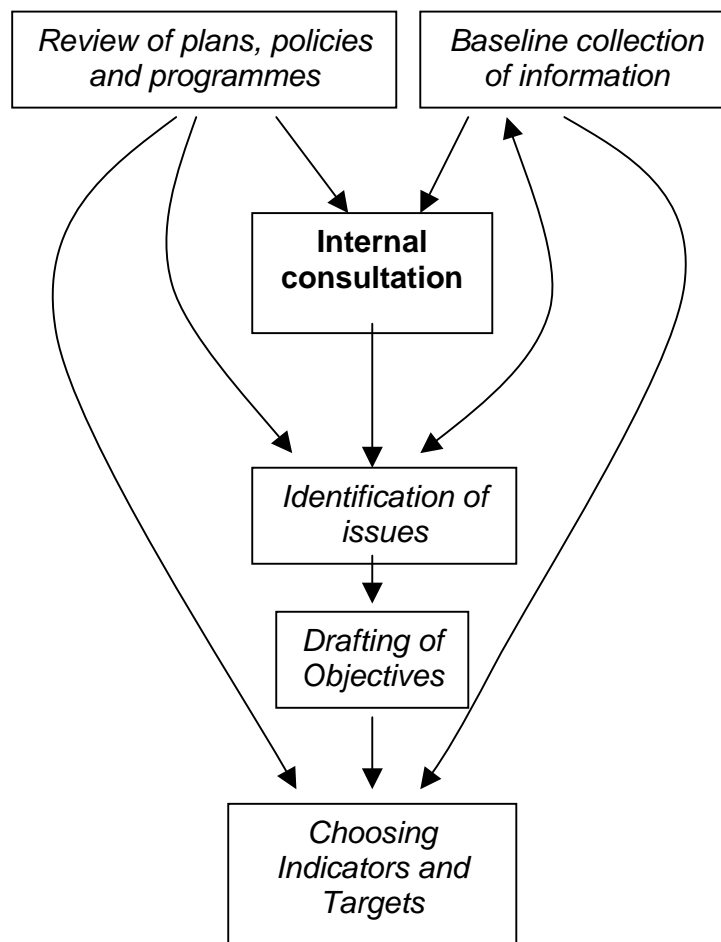 Review of plans, policies
and programmes
Baseline collection
of information
Internal
consultation
Identification of
issues
Drafting of
Objectives
Choosing
Indicators and
Targets